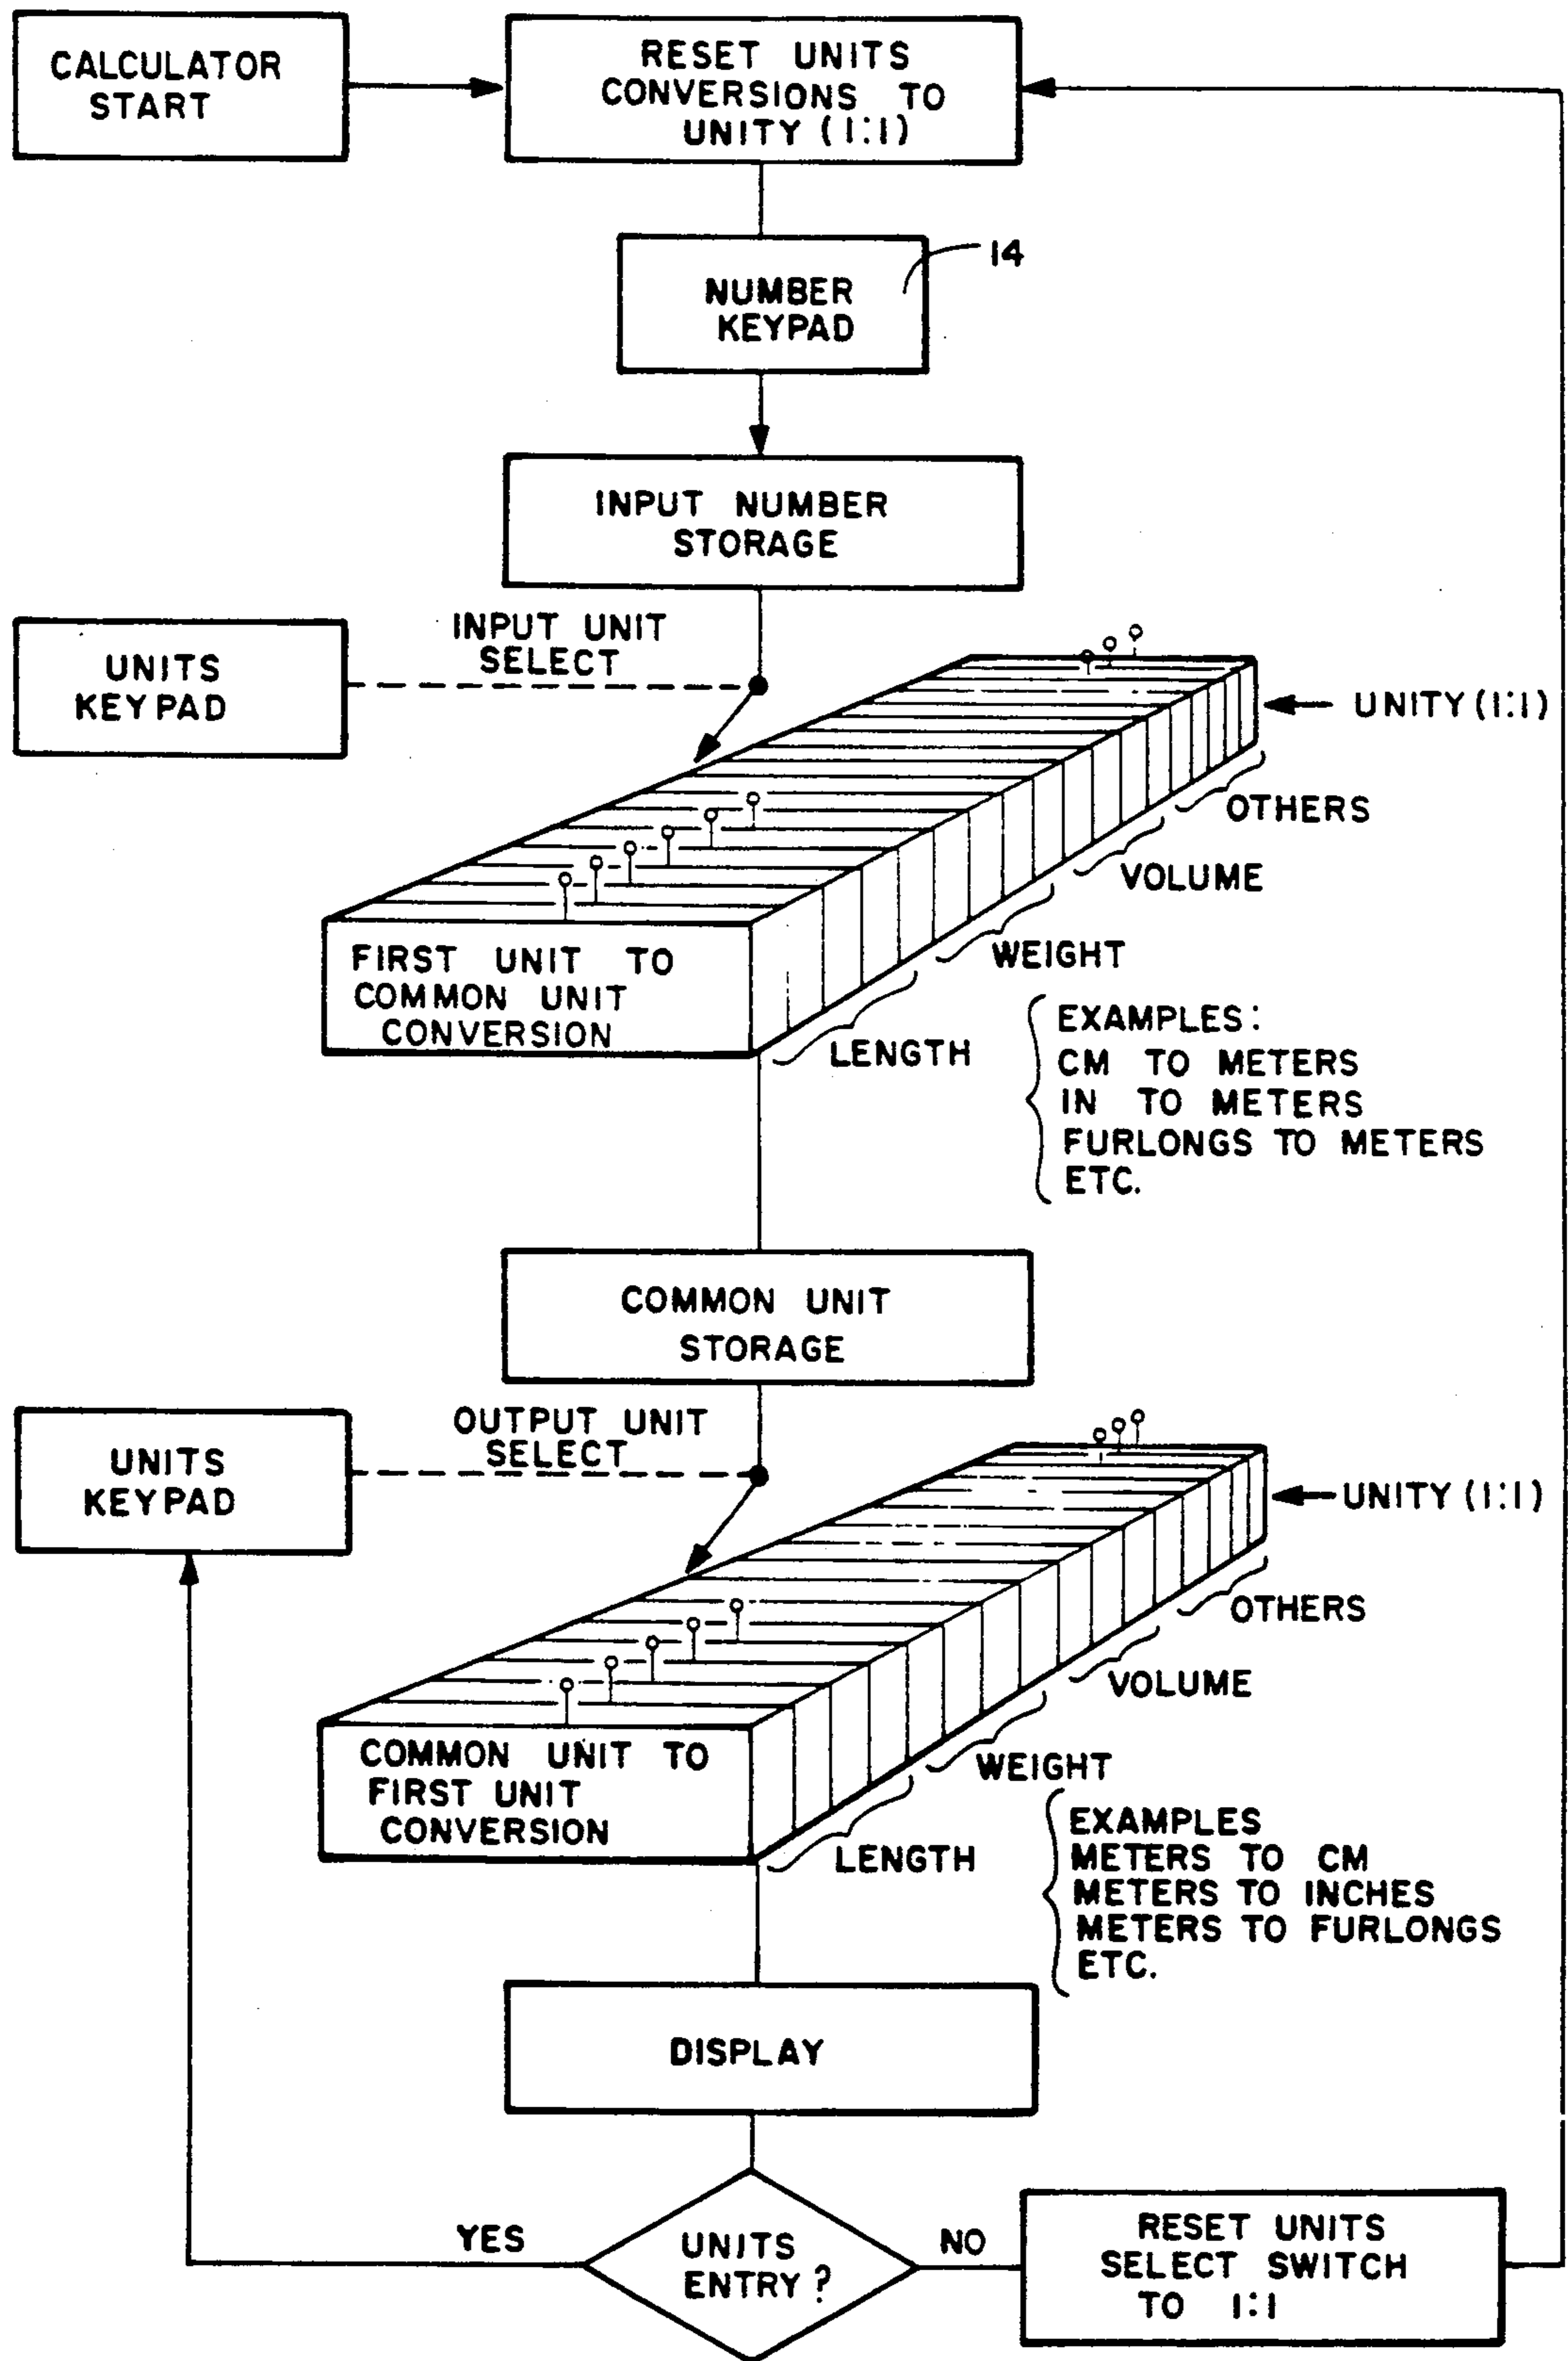 CALCULATOR
START
RESET UNITS
CONVERSIONS TO
UNITY (1:1)
14
NUMBER
KEYPAD
INPUT NUMBER
STORAGE
INPUT UNIT
SELECT
UNITS
KEYPAD
UNITY (1:1)
OTHERS
VOLUME
WEIGHT
LENGTH
FIRST UNIT TO
COMMON UNIT
CONVERSION
EXAMPLES:
CM TO METERS
IN TO METERS
FURLONGS TO METERS
ETC.
COMMON UNIT
STORAGE
OUTPUT UNIT
SELECT
UNITS
KEYPAD
UNITY (1:1)
OTHERS
VOLUME
WEIGHT
LENGTH
COMMON UNIT TO
FIRST UNIT
CONVERSION
EXAMPLES
METERS TO CM
METERS TO INCHES
METERS TO FURLONGS
ETC.
DISPLAY
YES
UNITS
ENTRY?
NO
RESET UNITS
SELECT SWITCH
TO 1:1